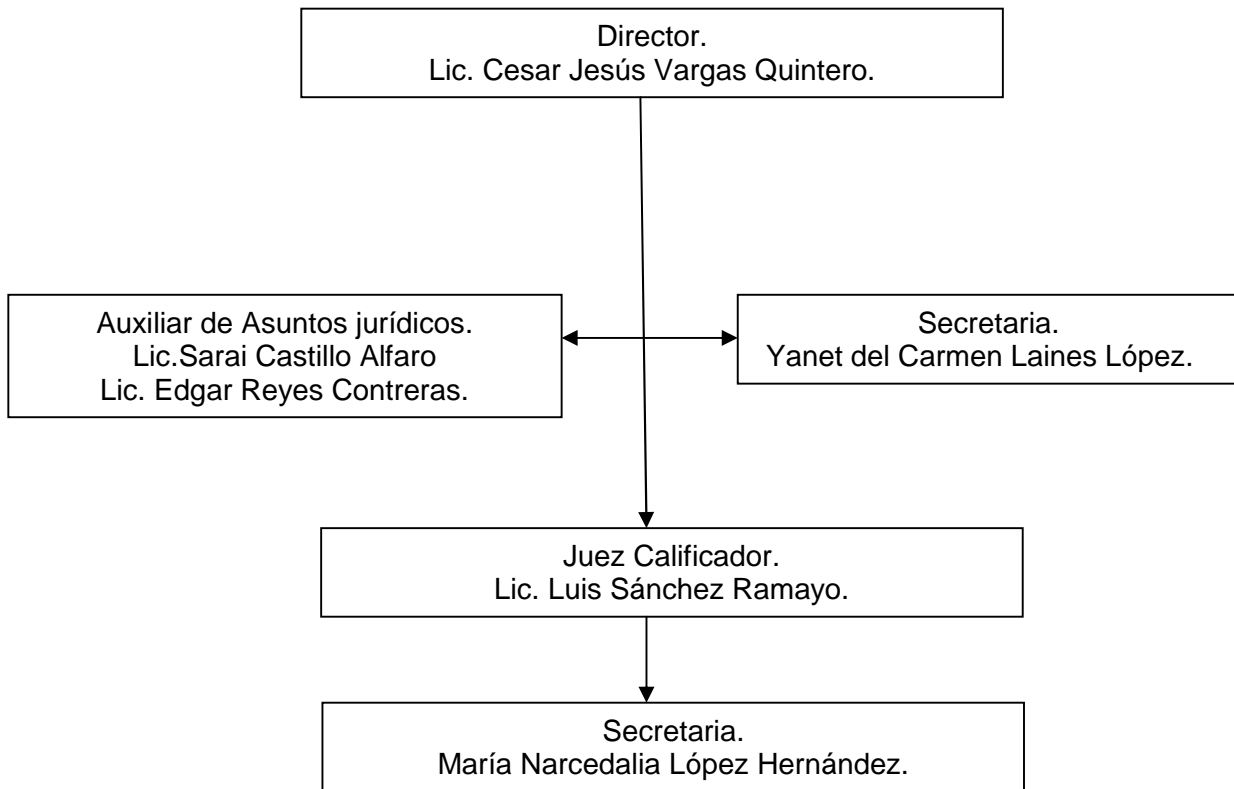 Director.
Lic. Cesar Jesús Vargas Quintero.
Auxiliar de Asuntos jurídicos.
Lic.Sarai Castillo Alfaro
Lic. Edgar Reyes Contreras.
Secretaria.
Yanet del Carmen Laines López.
Juez Calificador.
Lic. Luis Sánchez Ramayo.
Secretaria.
María Narcedalia López Hernández.